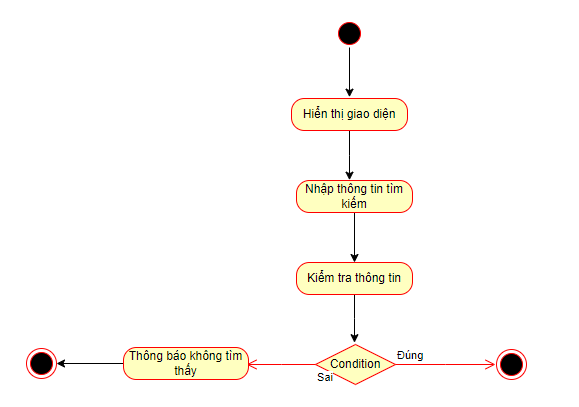 Hiển thị giao diện
Nhập thông tin tìm
kiếm
Kiểm tra thông tin
Condition
Đúng
Sai
Thông báo không tìm
thấy